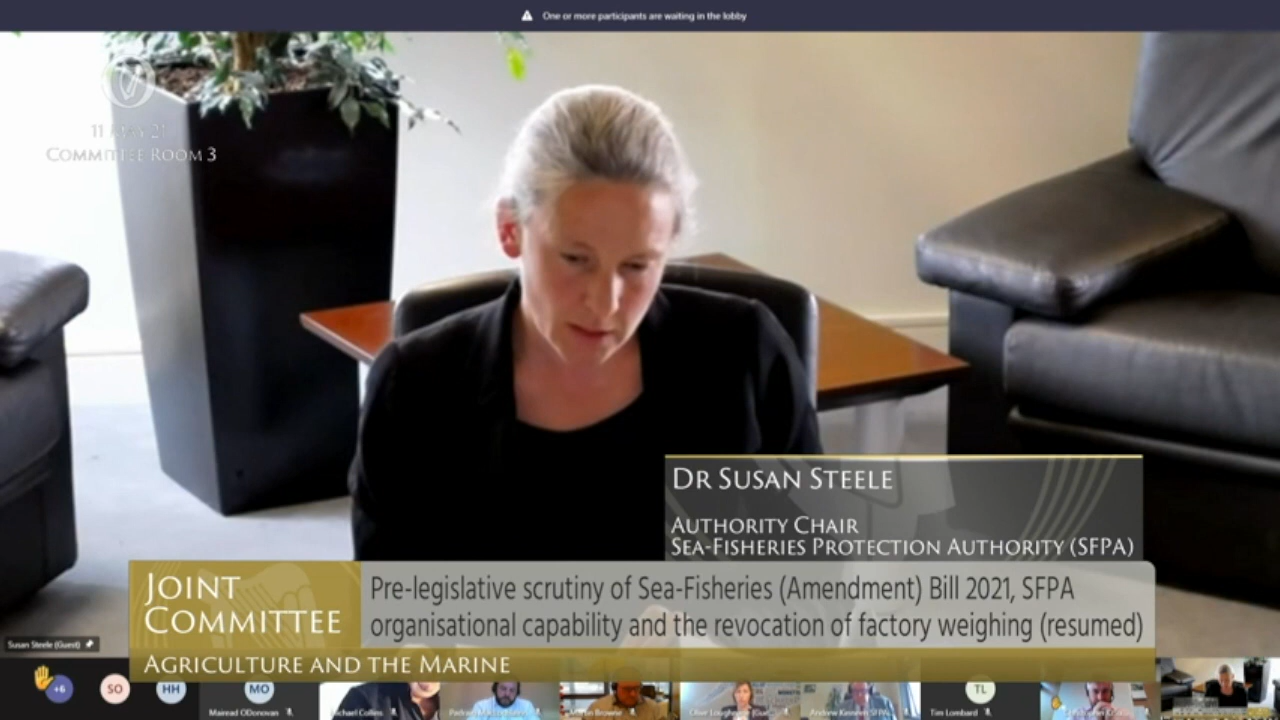 One or more participants are waiting in the lobby
11 MAY 21
COMMITTEE ROOM 3
DR SUSAN STEELE
AUTHORITY CHAIR
SEA-FISHERIES PROTECTION AUTHORITY (SFPA)
JOINT
COMMITTEE
Pre-legislative scrutiny of Sea-Fisheries (Amendment) Bill 2021, SFPA
organisational capability and the revocation of factory weighing (resumed)
AGRICULTURE AND THE MARINE
Susan Steele (Guest)
+6
SO
HH
MO
TL
Mairead ODonovan
Michael Collins
Browne
Tim Lombard